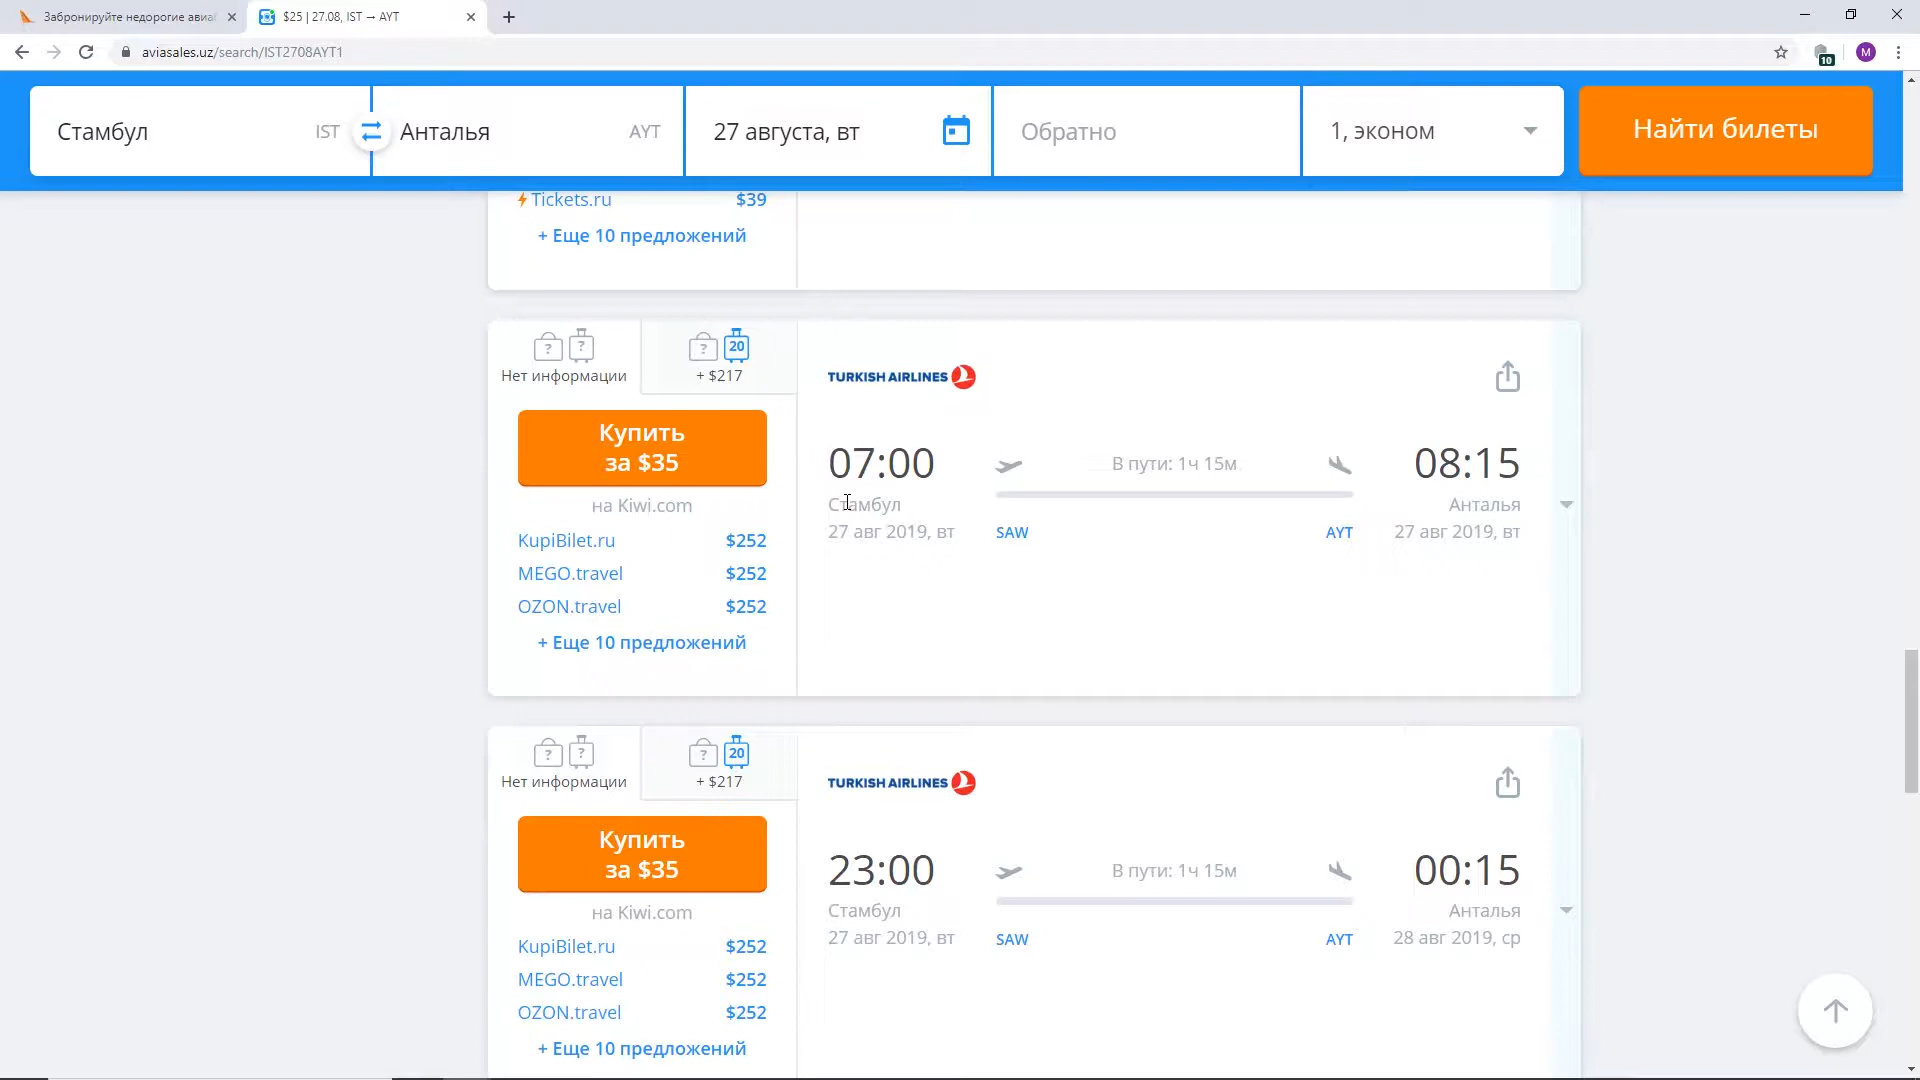 Забронируйте недорогие авиа
$25 | 27.08, IST → AYT
aviasales.uz/search/IST2708AYT1
10
M
Стамбул IST
Анталья AYT
27 августа, вт
Обратно
1, эконом
Найти билеты
Tickets.ru $39
+ Еще 10 предложений
? ?
Нет информации
? 20
+ $217
Купить
за $35
на Kiwi.com
KupiBilet.ru $252
MEGO.travel $252
OZON.travel $252
+ Еще 10 предложений
TURKISH AIRLINES
07:00
В пути: 1ч 15м
08:15
Стамбул
Анталья
27 авг 2019, вт
SAW
AYT
27 авг 2019, вт
? ?
Нет информации
? 20
+ $217
Купить
за $35
на Kiwi.com
KupiBilet.ru $252
MEGO.travel $252
OZON.travel $252
+ Еще 10 предложений
TURKISH AIRLINES
23:00
В пути: 1ч 15м
00:15
Стамбул
Анталья
27 авг 2019, вт
SAW
AYT
28 авг 2019, ср